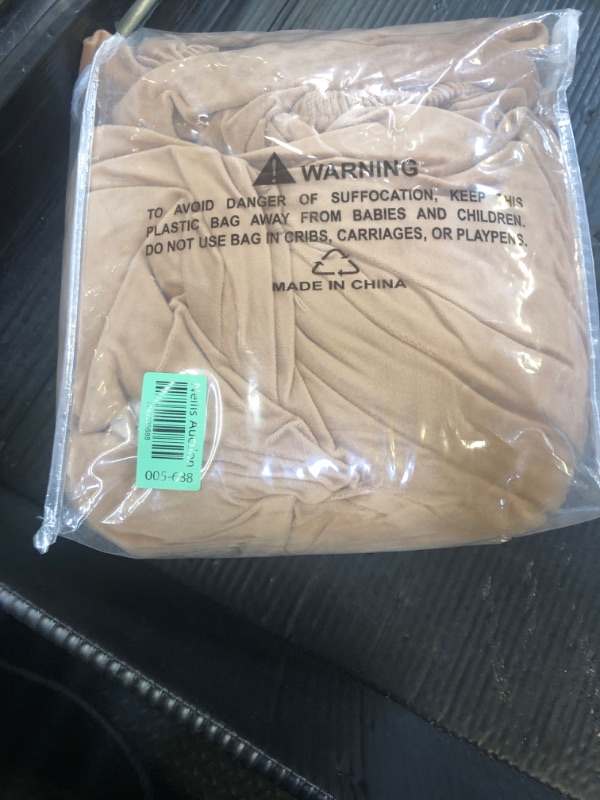 WARNING
TO AVOID DANGER OF SUFFOCATION, KEEP THIS
PLASTIC BAG AWAY FROM BABIES AND CHILDREN.
DO NOT USE BAG IN CRIBS, CARRIAGES, OR PLAYPENS.
MADE IN CHINA
Nellis Auction
005-688